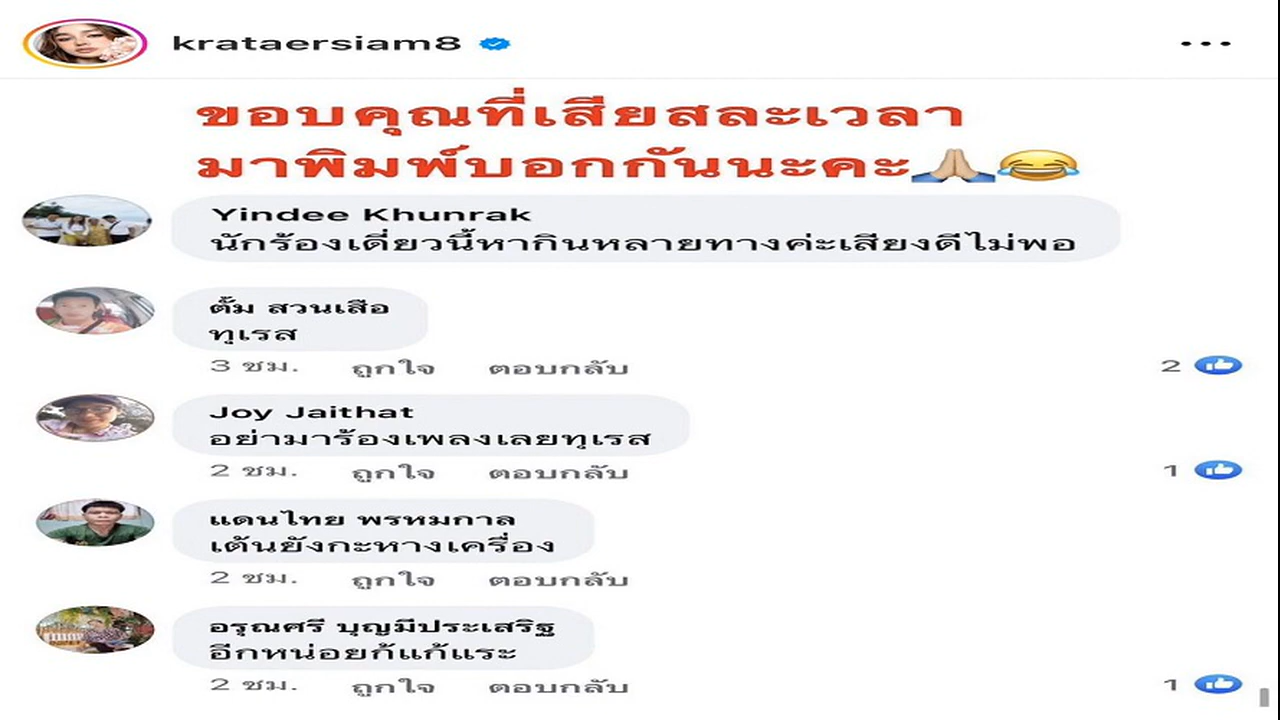 krataersiam8
ขอบคุณที่เสียสละเวลา
มาพิมพ์บอกกันนะคะ🙏🏼😂
Yindee Khunrak
นักร้องเดี่ยวนี้หากินหลายทางค่ะเสียงดีไม่พอ
ตั้ม สวนเสือ
ทุเรส
3 ชม. ถูกใจ ตอบกลับ 2
Joy Jaithat
อย่ามาร้องเพลงเลยทุเรส
2 ชม. ถูกใจ ตอบกลับ 1
แดนไทย พรหมกาล
เต้นยังกะหางเครื่อง
2 ชม. ถูกใจ ตอบกลับ
อรุณศรี บุญมีประเสริฐ
อีกหน่อยก้แก้แระ
2 ชม. ถูกใจ ตอบกลับ 1